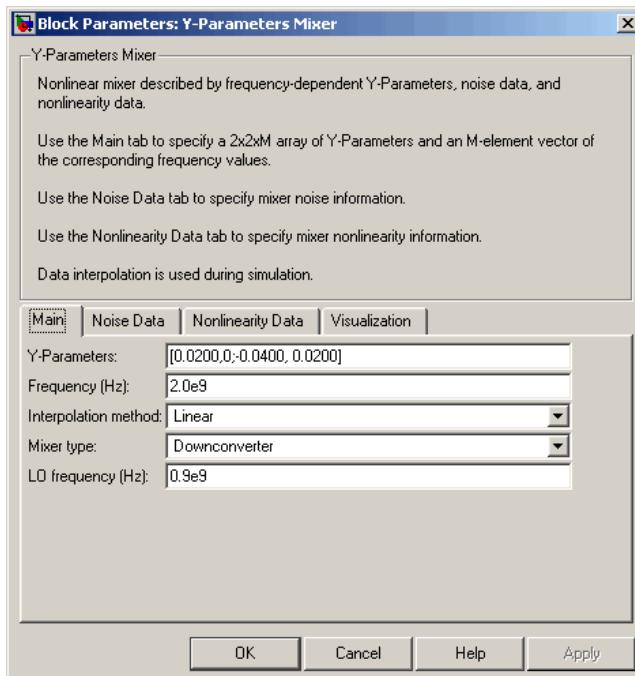 Block Parameters: Y-Parameters Mixer
Y-Parameters Mixer
Nonlinear mixer described by frequency-dependent Y-Parameters, noise data, and
nonlinearity data.
Use the Main tab to specify a 2x2xM array of Y-Parameters and an M-element vector of
the corresponding frequency values.
Use the Noise Data tab to specify mixer noise information.
Use the Nonlinearity Data tab to specify mixer nonlinearity information.
Data interpolation is used during simulation.
Main Noise Data Nonlinearity Data Visualization
Y-Parameters: [0.0200,0;-0.0400, 0.0200]
Frequency (Hz): 2.0e9
Interpolation method: Linear
Mixer type: Downconverter
LO frequency (Hz): 0.9e9
OK Cancel Help Apply